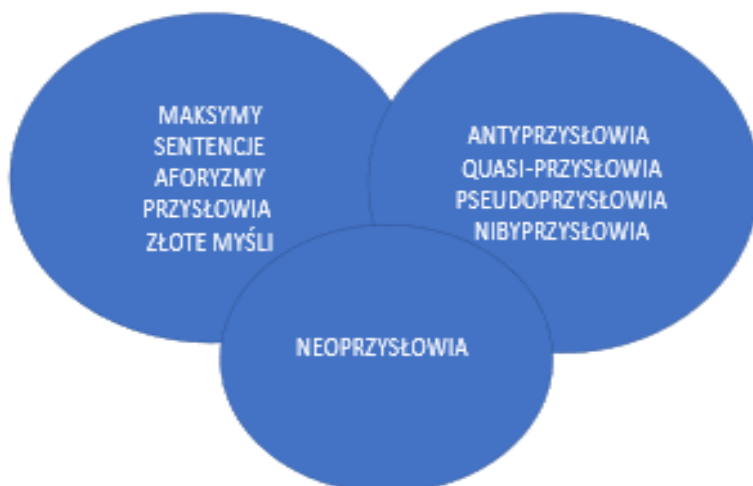 MAKSYMY
SENTENCJE
AFORYZMY
PRZYSŁOWIA
ZŁOTE MYŚLI
ANTYPRZYSŁOWIA
QUASI-PRZYSŁOWIA
PSEUDOPRZYSŁOWIA
NIBYPRZYSŁOWIA
NEOPRZYSŁOWIA